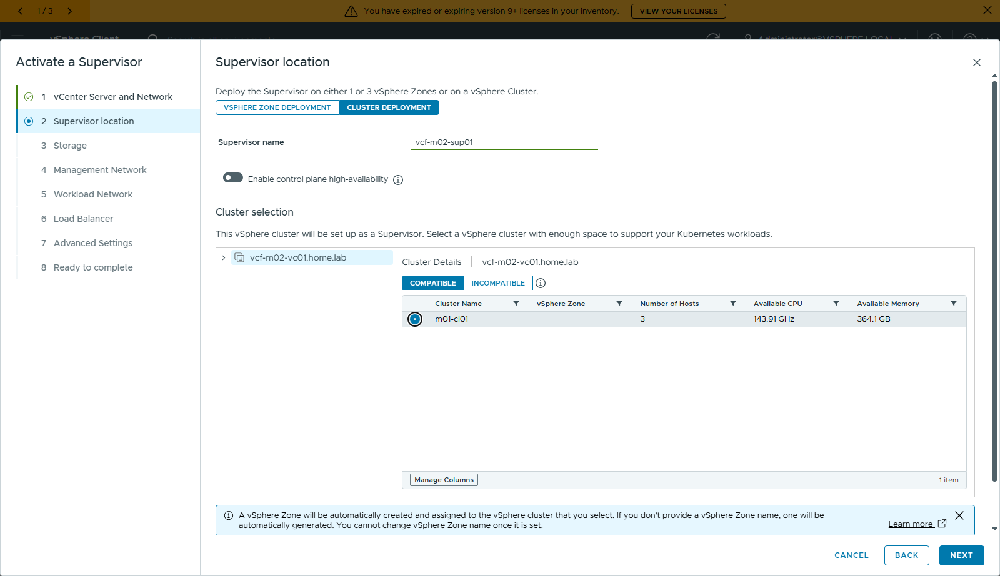 1 / 3
You have expired or expiring version 9+ licenses in your inventory.
VIEW YOUR LICENSES
vSphere Client
Search in all environments
Administrator@VSPHERE.LOCAL
Activate a Supervisor
1 vCenter Server and Network
2 Supervisor location
3 Storage
4 Management Network
5 Workload Network
6 Load Balancer
7 Advanced Settings
8 Ready to complete
Supervisor location
Deploy the Supervisor on either 1 or 3 vSphere Zones or on a vSphere Cluster.
VSPHERE ZONE DEPLOYMENT CLUSTER DEPLOYMENT
Supervisor name vcf-m02-sup01
Enable control plane high-availability
Cluster selection
This vSphere cluster will be set up as a Supervisor. Select a vSphere cluster with enough space to support your Kubernetes workloads.
vcf-m02-vc01.home.lab
Cluster Details vcf-m02-vc01.home.lab
COMPATIBLE INCOMPATIBLE
Cluster Name vSphere Zone Number of Hosts Available CPU Available Memory
m01-cl01 -- 3 143.91 GHz 364.1 GB
Manage Columns 1 item
A vSphere Zone will be automatically created and assigned to the vSphere cluster that you select. If you don't provide a vSphere Zone name, one will be
automatically generated. You cannot change vSphere Zone name once it is set.
Learn more
CANCEL BACK NEXT